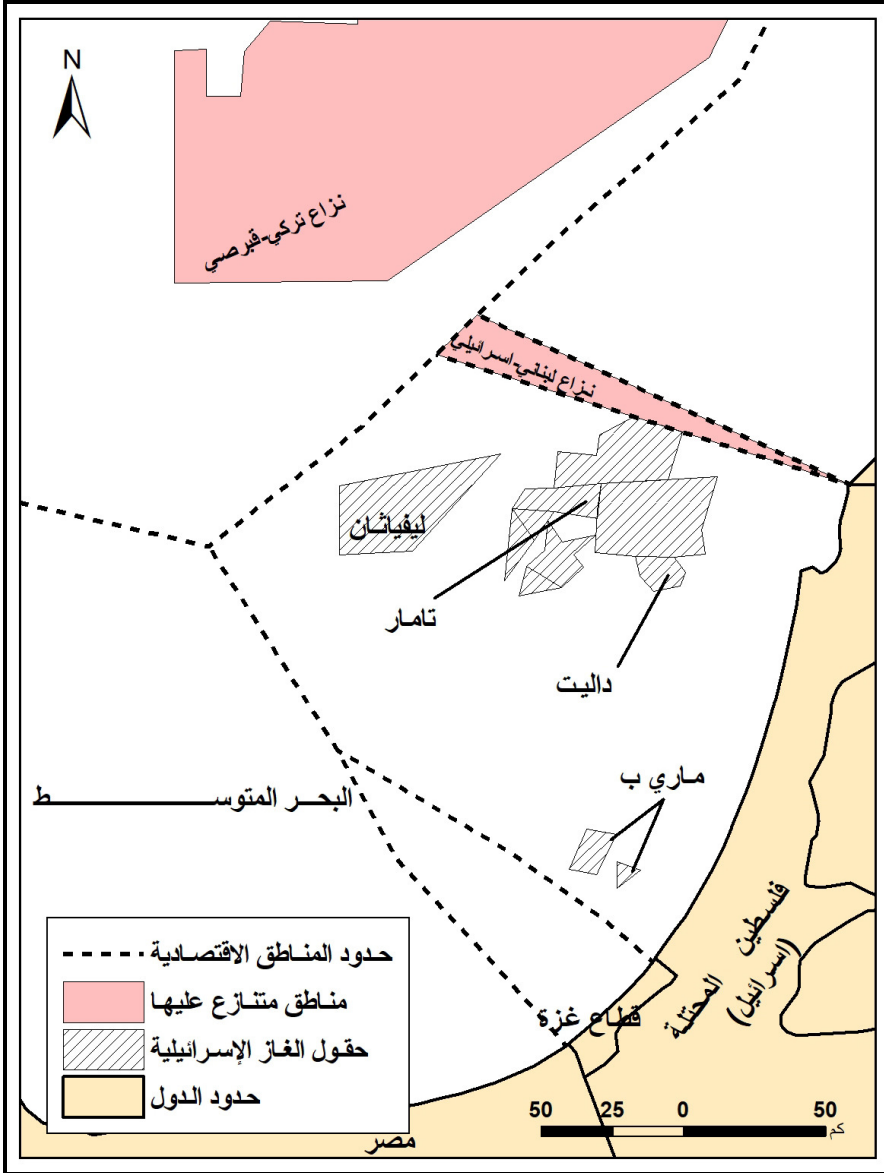 N
نزاع تركي-قبرصي
نزاع لبناني-اسرائيلي
ليفياثان
تامار
داليت
ماري ب
البحر المتوسط
فلسطين
المحتلة
(اسرائيل)
قطاع غزة
مصر
حدود المناطق الاقتصادية
مناطق متنازع عليها
حقول الغاز الإسرائيلية
حدود الدول
50 25 0 50
كم